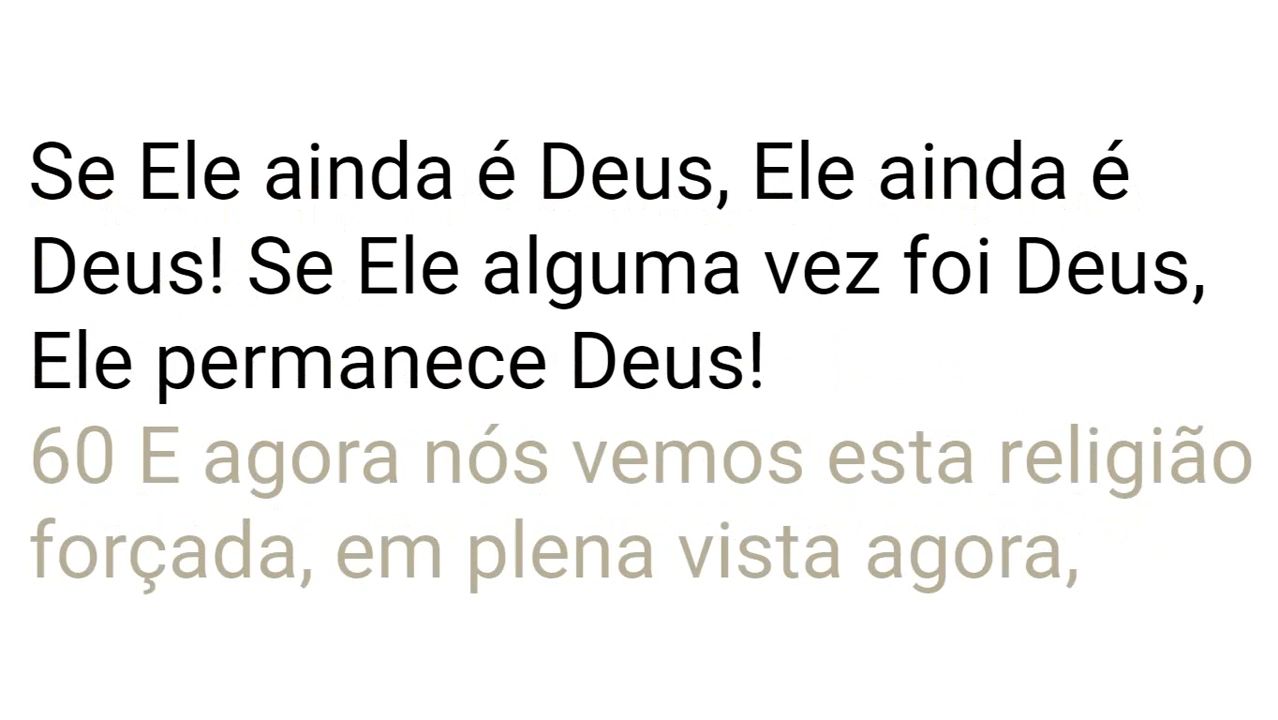 Se Ele ainda é Deus, Ele ainda é
Deus! Se Ele alguma vez foi Deus,
Ele permanece Deus!
60 E agora nós vemos esta religião
forçada, em plena vista agora,